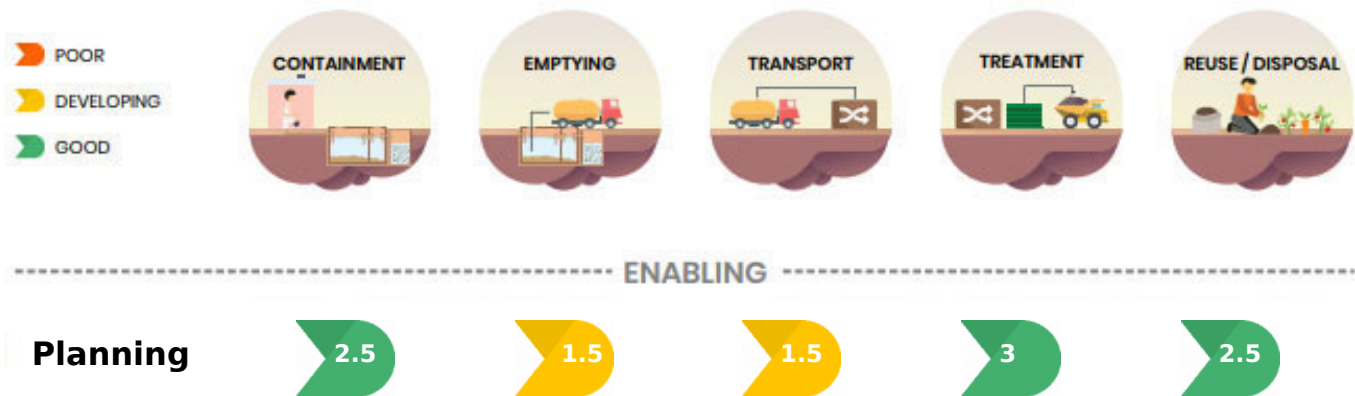 POOR
DEVELOPING
GOOD
CONTAINMENT
EMPTYING
TRANSPORT
TREATMENT
REUSE / DISPOSAL
ENABLING
Planning 2.5 1.5 1.5 3 2.5